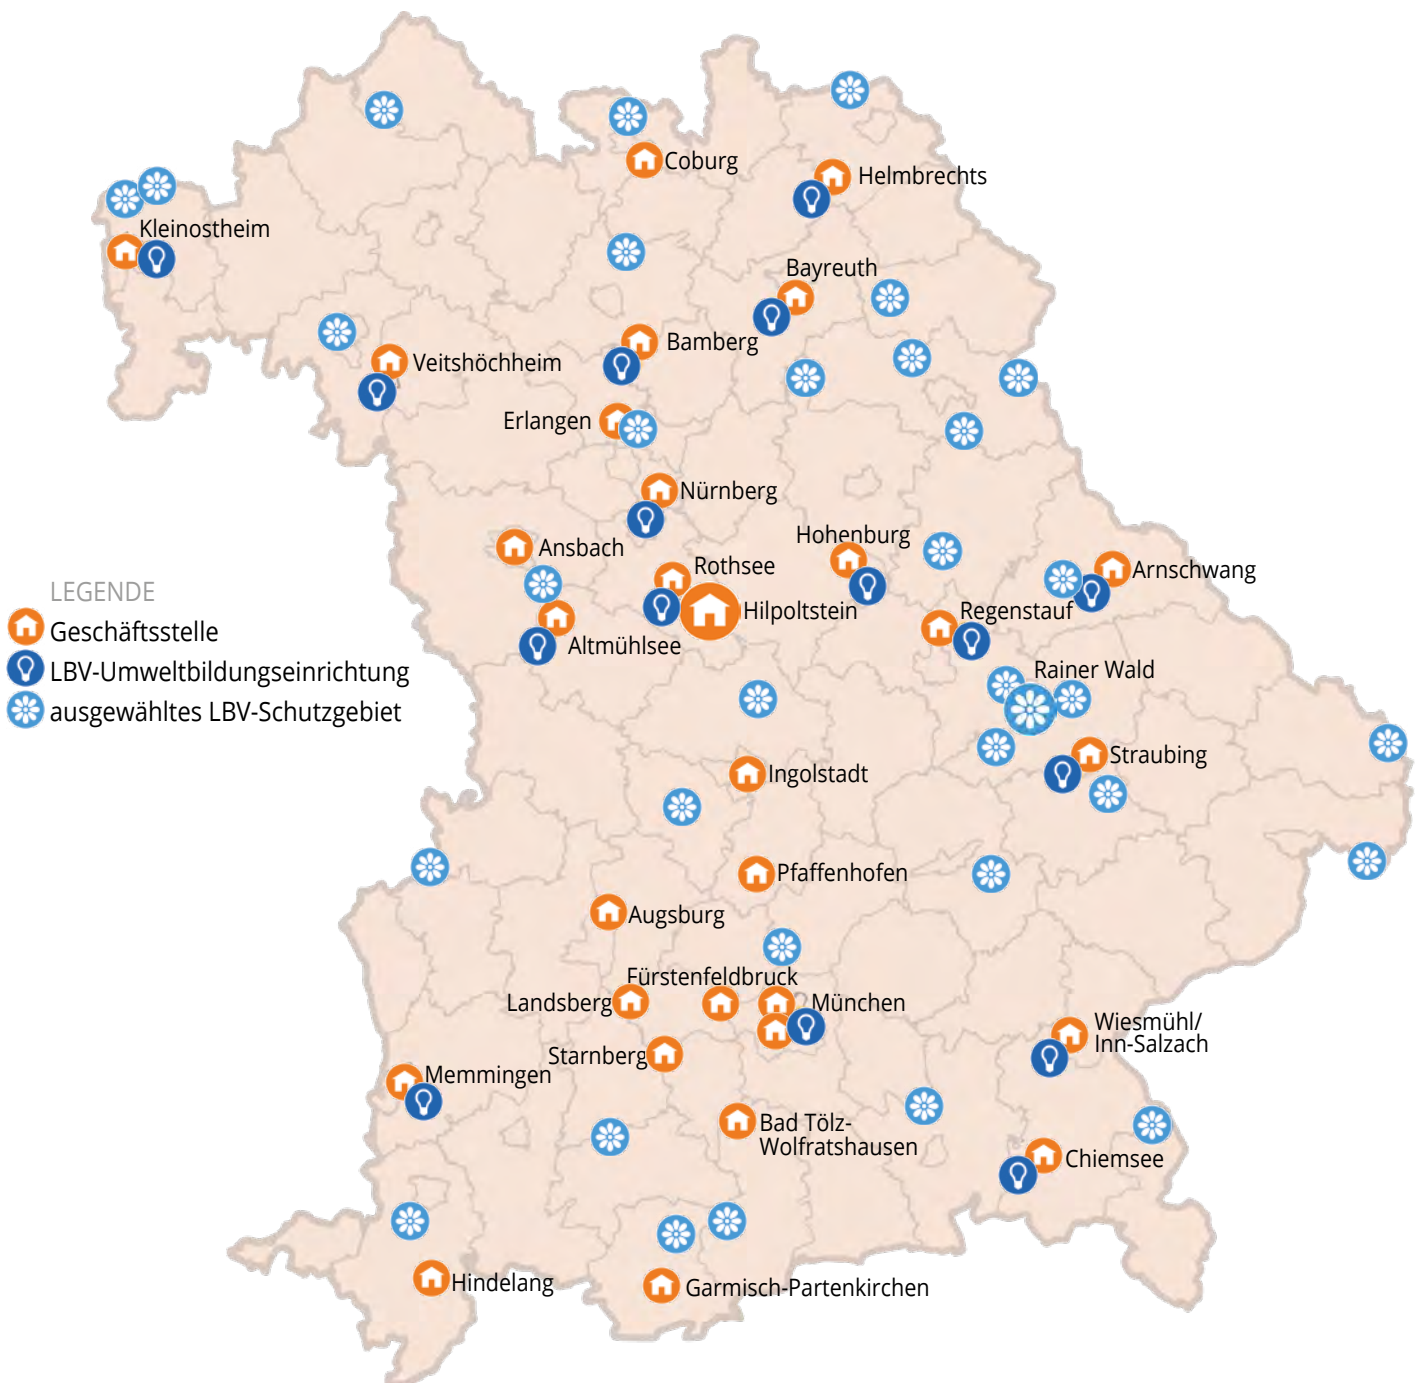 Coburg
Helmbrechts
Kleinostheim
Bayreuth
Bamberg
Veitshöchheim
Erlangen
Nürnberg
Hohenburg
Ansbach
Rothsee
Arnschwang
LEGENDE
Geschäftsstelle
LBV-Umweltbildungseinrichtung
ausgewähltes LBV-Schutzgebiet
Hilpoltstein
Regenstauf
Altmühlsee
Rainer Wald
Straubing
Ingolstadt
Pfaffenhofen
Augsburg
Fürstenfeldbruck
Landsberg
München
Wiesmühl/
Inn-Salzach
Starnberg
Memmingen
Bad Tölz-
Wolfratshausen
Chiemsee
Hindelang
Garmisch-Partenkirchen